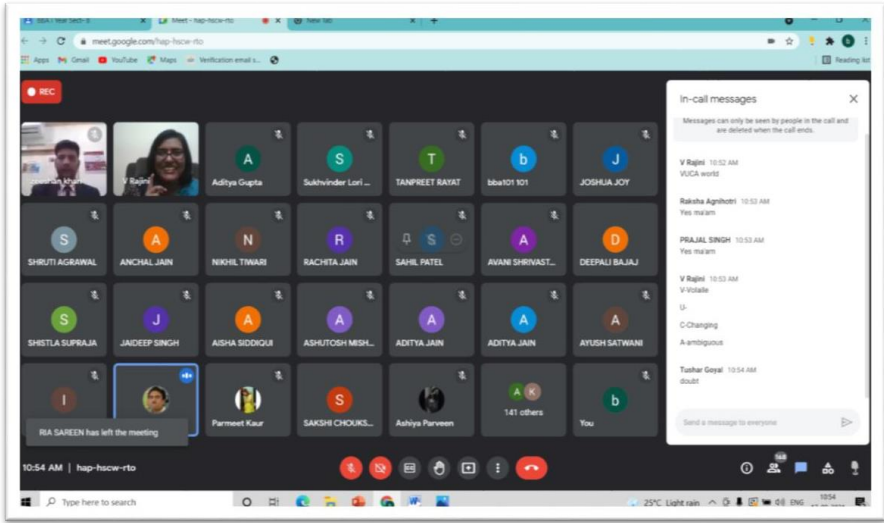 BBA I Year Sect- B
Meet - hap-hscw-rto
New Tab
meet.google.com/hap-hscw-rto
Apps
Gmail
YouTube
Maps
Verification email s...
Reading list
REC
zeeshan khan
V Rajini
Aditya Gupta
Sukhvinder Lori ...
TANPREET RAYAT
bba101 101
JOSHUA JOY
A
S
T
b
J
SHRUTI AGRAWAL
ANCHAL JAIN
NIKHIL TIWARI
RACHITA JAIN
SAHIL PATEL
AVANI SHRIVAST...
DEEPALI BAJAJ
S
A
N
R
S
A
D
SHISTLA SUPRAJA
JAIDEEP SINGH
AISHA SIDDIQUI
ASHUTOSH MISH...
ADITYA JAIN
ADITYA JAIN
AYUSH SATWANI
S
J
A
A
A
A
A
I
Parmeet Kaur
SAKSHI CHOUKS...
Ashiya Parveen
141 others
You
S
A K
b
RIA SAREEN has left the meeting
In-call messages
Messages can only be seen by people in the call and
are deleted when the call ends.
V Rajini 10:52 AM
VUCA world
Raksha Agnihotri 10:53 AM
Yes ma'am
PRAJAL SINGH 10:53 AM
Yes ma'am
V Rajini 10:53 AM
V-Volaile
U-
C-Changing
A-ambiguous
Tushar Goyal 10:54 AM
doubt
Send a message to everyone
10:54 AM | hap-hscw-rto
168
Type here to search
25°C Light rain
ENG
10:54